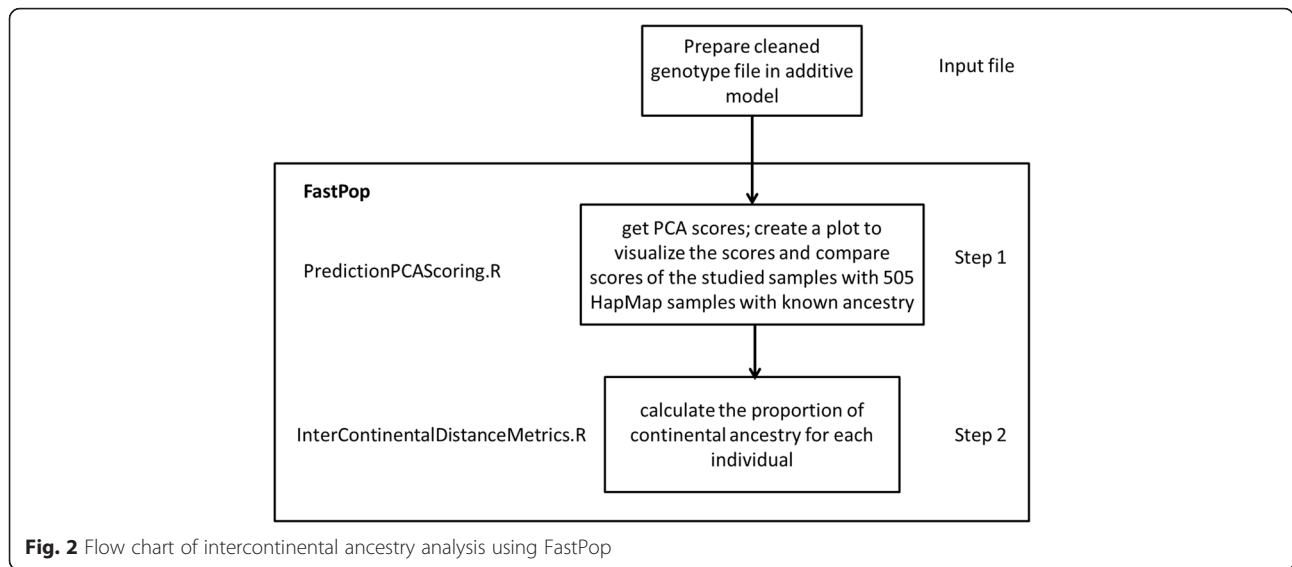 Prepare cleaned
genotype file in additive
model
Input file
FastPop
PredictionPCAScoring.R
get PCA scores; create a plot to
visualize the scores and compare
scores of the studied samples with 505
HapMap samples with known ancestry
Step 1
InterContinentalDistanceMetrics.R
calculate the proportion of
continental ancestry for each
individual
Step 2
Fig. 2 Flow chart of intercontinental ancestry analysis using FastPop